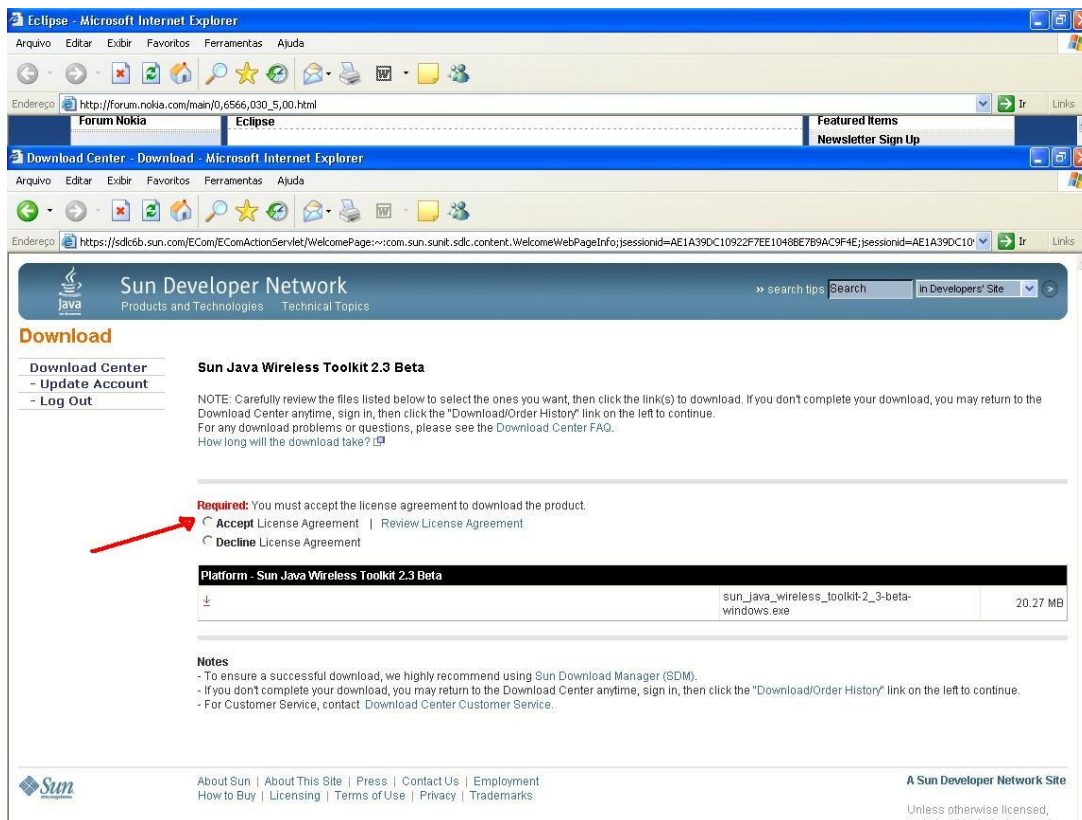 Eclipse - Microsoft Internet Explorer
Arquivo Editar Exibir Favoritos Ferramentas Ajuda
Endereço http://forum.nokia.com/main/0,6566,030_5,00.html Ir Links
Forum Nokia Eclipse Featured Items
Newsletter Sign Up
Download Center - Download - Microsoft Internet Explorer
Arquivo Editar Exibir Favoritos Ferramentas Ajuda
Endereço https://sdlc6b.sun.com/ECom/EComActionServlet/WelcomePage:~:com.sun.sunit.sdlc.content.WelcomeWebPageInfo;jsessionid=AE1A39DC10922F7EE1048BE7B9AC9F4E;jsessionid=AE1A39DC10 Ir Links
Java
Sun Developer Network
Products and Technologies Technical Topics
» search tips Search in Developers' Site
Download
Download Center
- Update Account
- Log Out
Sun Java Wireless Toolkit 2.3 Beta
NOTE: Carefully review the files listed below to select the ones you want, then click the link(s) to download. If you don't complete your download, you may return to the
Download Center anytime, sign in, then click the "Download/Order History" link on the left to continue.
For any download problems or questions, please see the Download Center FAQ.
How long will the download take?
Required: You must accept the license agreement to download the product.
Accept License Agreement | Review License Agreement
Decline License Agreement
Platform - Sun Java Wireless Toolkit 2.3 Beta
sun_java_wireless_toolkit-2_3-beta-
windows.exe
20.27 MB
Notes
- To ensure a successful download, we highly recommend using Sun Download Manager (SDM).
- If you don't complete your download, you may return to the Download Center anytime, sign in, then click the "Download/Order History" link on the left to continue.
- For Customer Service, contact Download Center Customer Service.
Sun
About Sun | About This Site | Press | Contact Us | Employment
How to Buy | Licensing | Terms of Use | Privacy | Trademarks
A Sun Developer Network Site
Unless otherwise licensed,